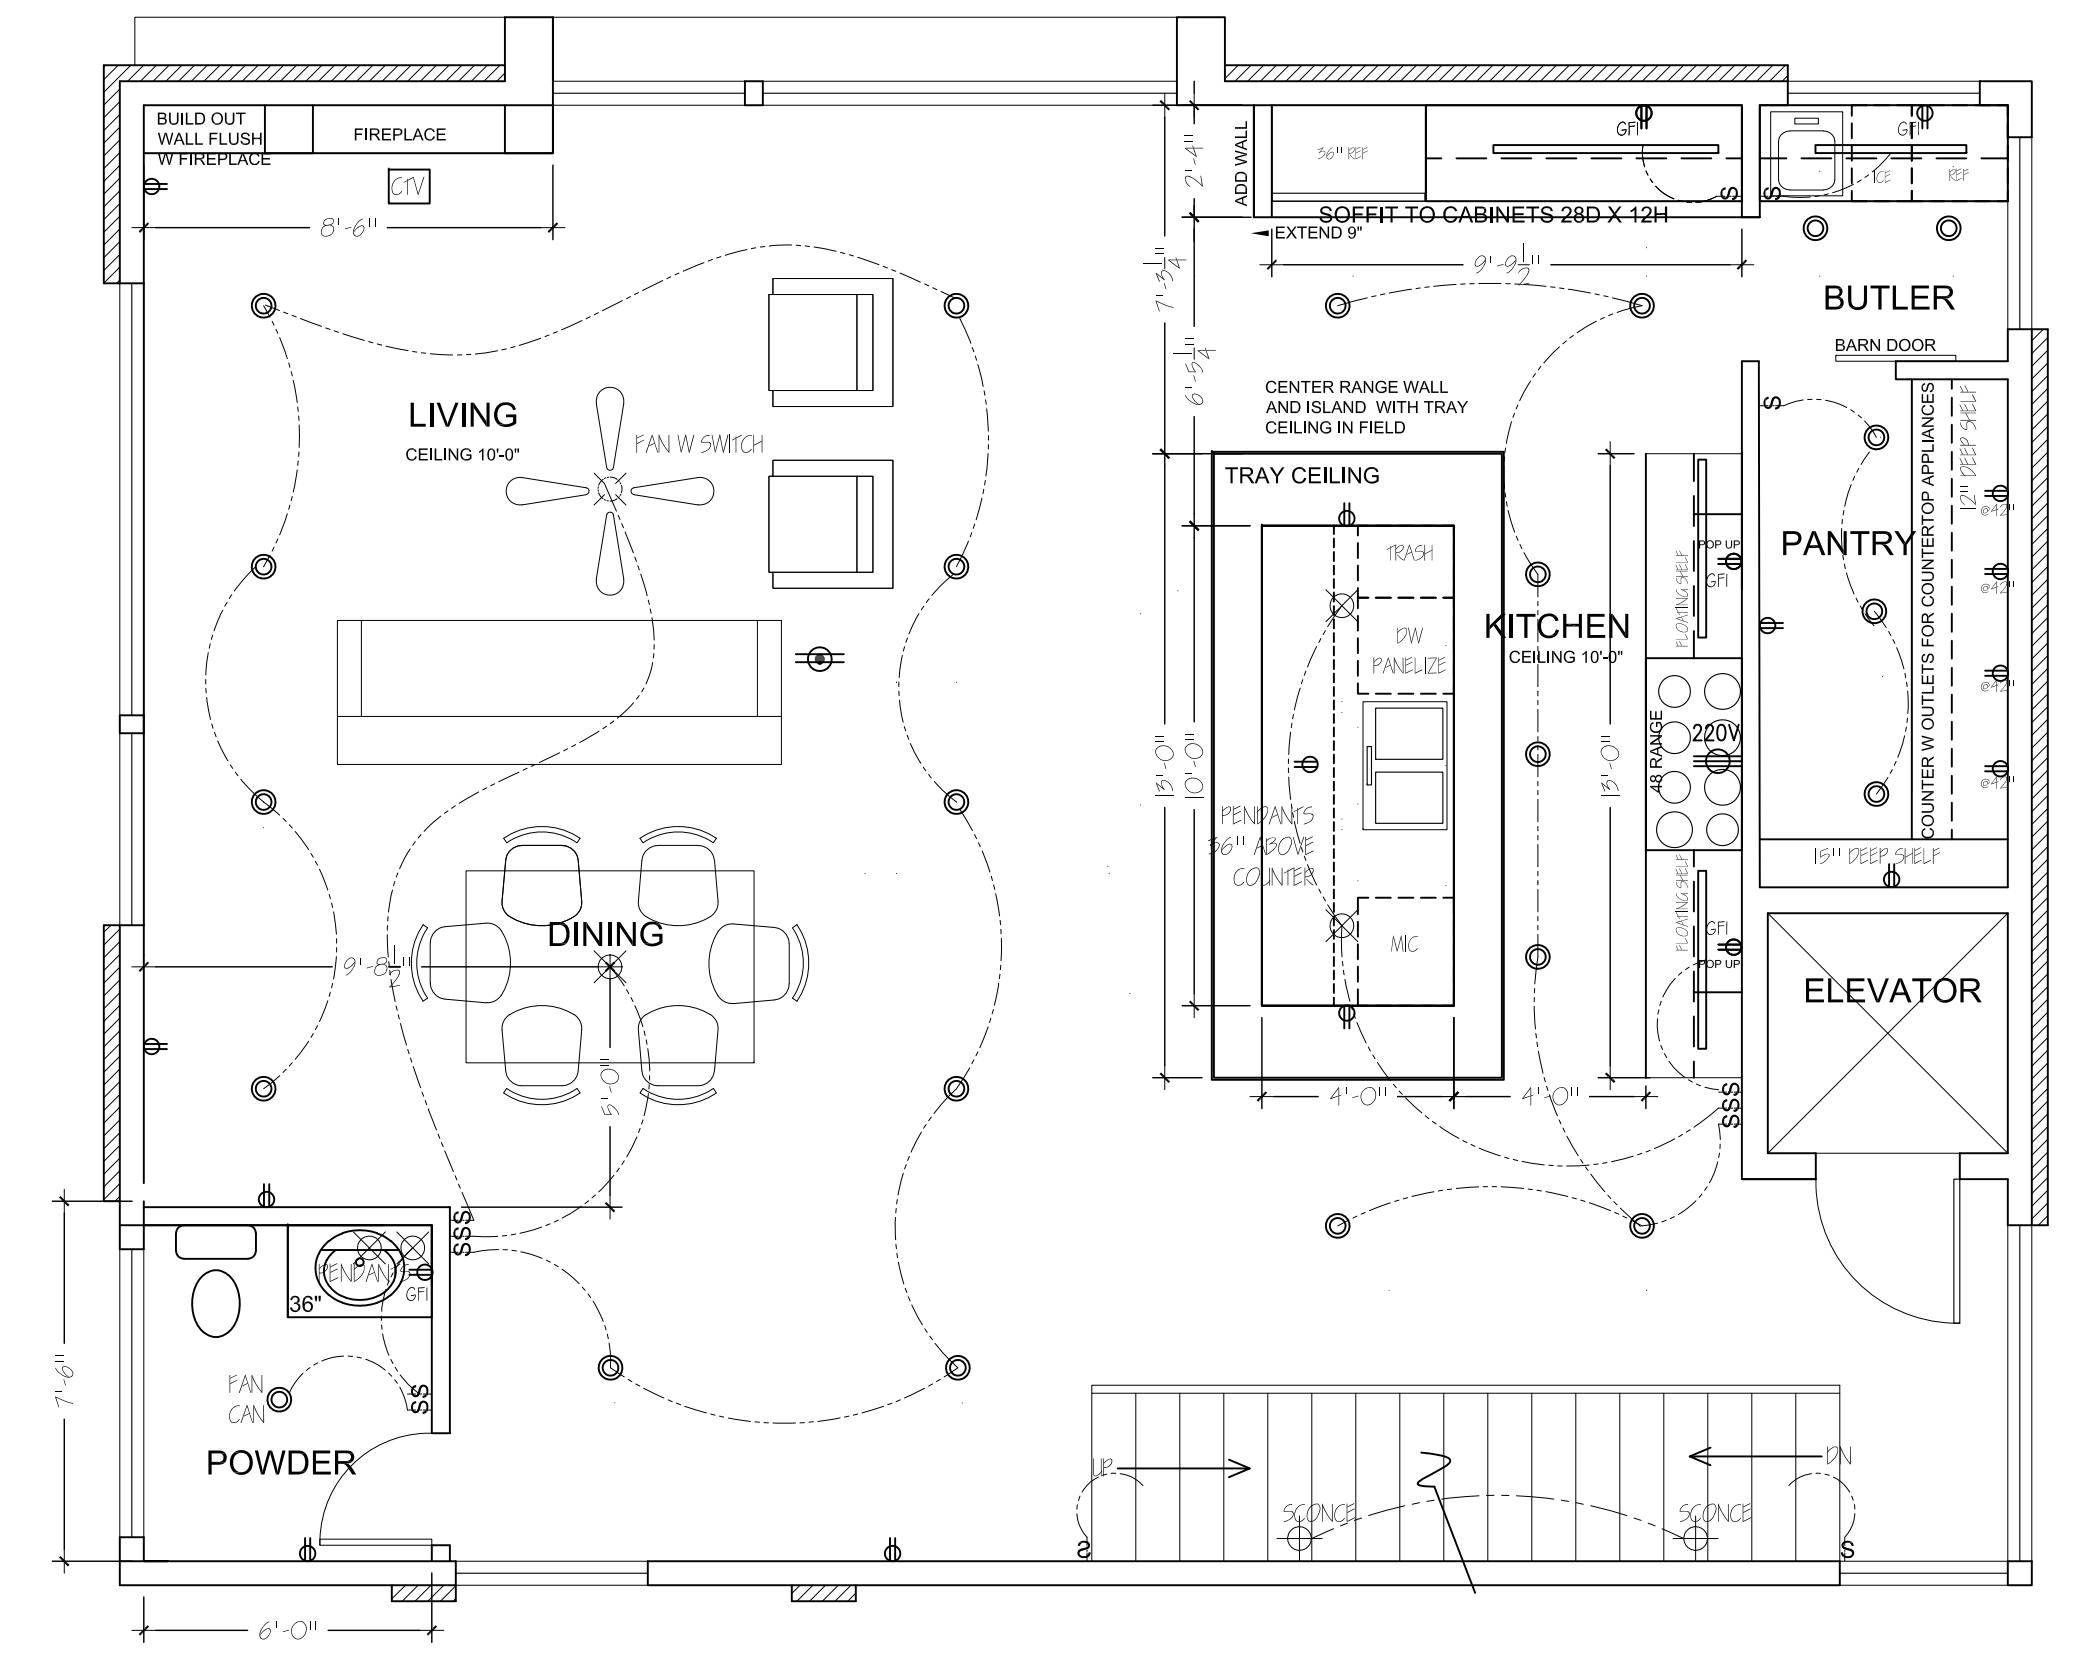 BUILD OUT
WALL FLUSH
W FIREPLACE
FIREPLACE
CTV
8'-6"
ADD WALL
2'-4"
36" REF
GFI
S
SOFFIT TO CABINETS 28D X 12H
EXTEND 9"
9'-9 1/2"
S
GFI
ICE
REF
BUTLER
BARN DOOR
7'-3 1/4"
6'-5 1/4"
LIVING
CEILING 10'-0"
FAN W SWITCH
CENTER RANGE WALL
AND ISLAND WITH TRAY
CEILING IN FIELD
TRAY CEILING
TRASH
DW
PANELIZE
MIC
PENDANTS
36" ABOVE
COUNTER
13'-0"
10'-0"
KITCHEN
CEILING 10'-0"
13'-0"
FLOATING SHELF
POP UP
GFI
48 RANGE
220V
FLOATING SHELF
GFI
POP UP
S
PANTRY
COUNTER W OUTLETS FOR COUNTERTOP APPLIANCES
12" DEEP SHELF
@42"
@42"
@42"
@42"
15" DEEP SHELF
ELEVATOR
4'-0"
4'-0"
SSS
DINING
9'-8 1/2"
5'-0"
SSS
PENDANTS
GFI
36"
FAN
CAN
SS
POWDER
7'-6"
6'-0"
UP
DN
SCONCE
SCONCE
S
S